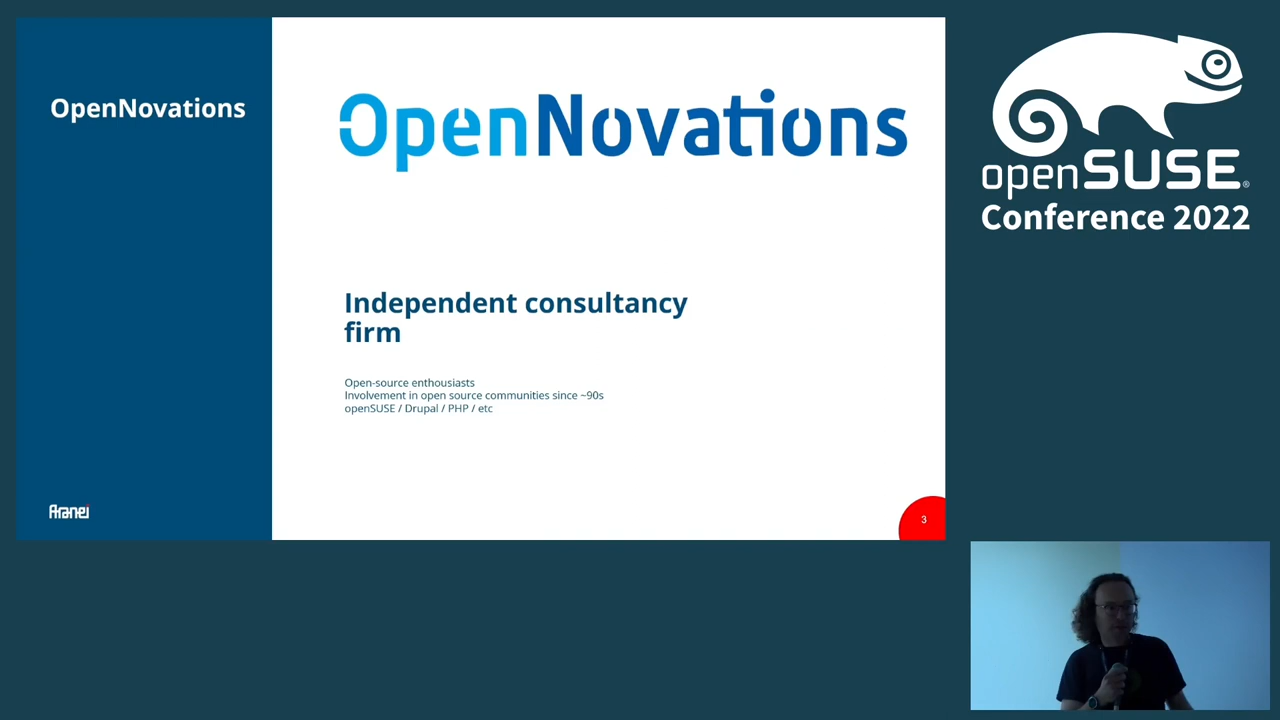 OpenNovations
OpenNovations
Independent consultancy
firm
Open-source enthousiasts
Involvement in open source communities since ~90s
openSUSE / Drupal / PHP / etc
Aranei
3
openSUSE®
Conference 2022